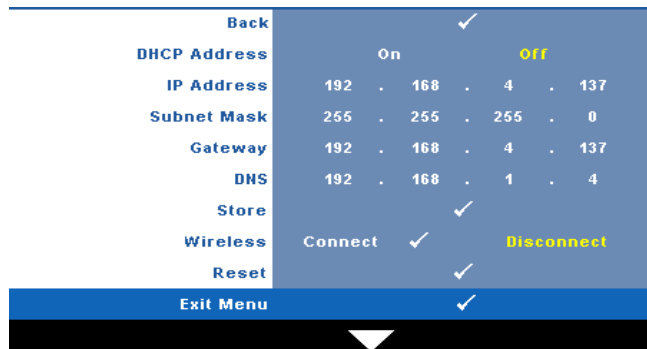 Back ✓
DHCP Address On Off
IP Address 192 . 168 . 4 . 137
Subnet Mask 255 . 255 . 255 . 0
Gateway 192 . 168 . 4 . 137
DNS 192 . 168 . 1 . 4
Store ✓
Wireless Connect ✓ Disconnect
Reset ✓
Exit Menu ✓